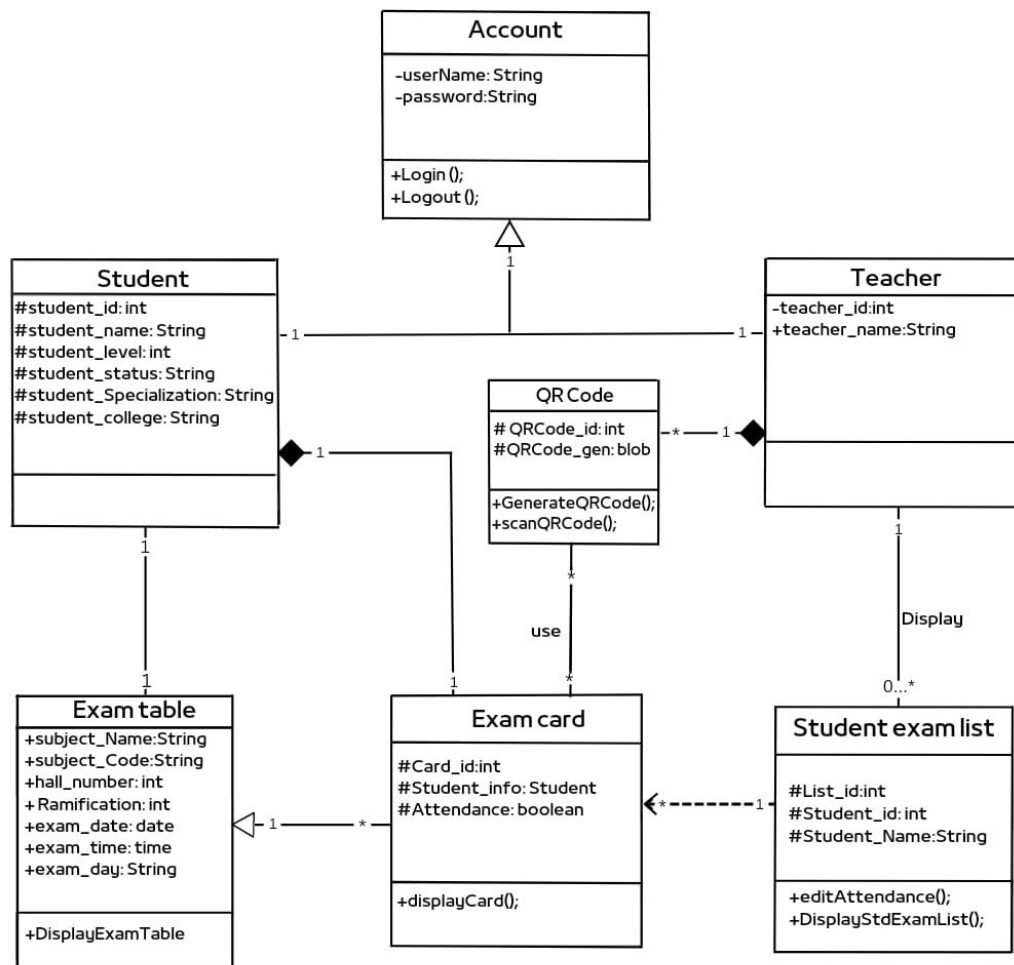 Account
-userName: String
-password:String
+Login ();
+Logout ();
1
Student
#student_id: int
#student_name: String
#student_level: int
#student_status: String
#student_Specialization: String
#student_college: String
1
1
Teacher
-teacher_id:int
+teacher_name:String
QR Code
# QRCode_id: int
#QRCode_gen: blob
+GenerateQRCode();
+scanQRCode();
*
1
1
1
1
*
use
*
1
Display
0...*
1
1
Exam table
+subject_Name:String
+subject_Code:String
+hall_number: int
+Ramification: int
+exam_date: date
+exam_time: time
+exam_day: String
+DisplayExamTable
1
*
Exam card
#Card_id:int
#Student_info: Student
#Attendance: boolean
+displayCard();
*
1
Student exam list
#List_id:int
#Student_id: int
#Student_Name:String
+editAttendance();
+DisplayStdExamList();